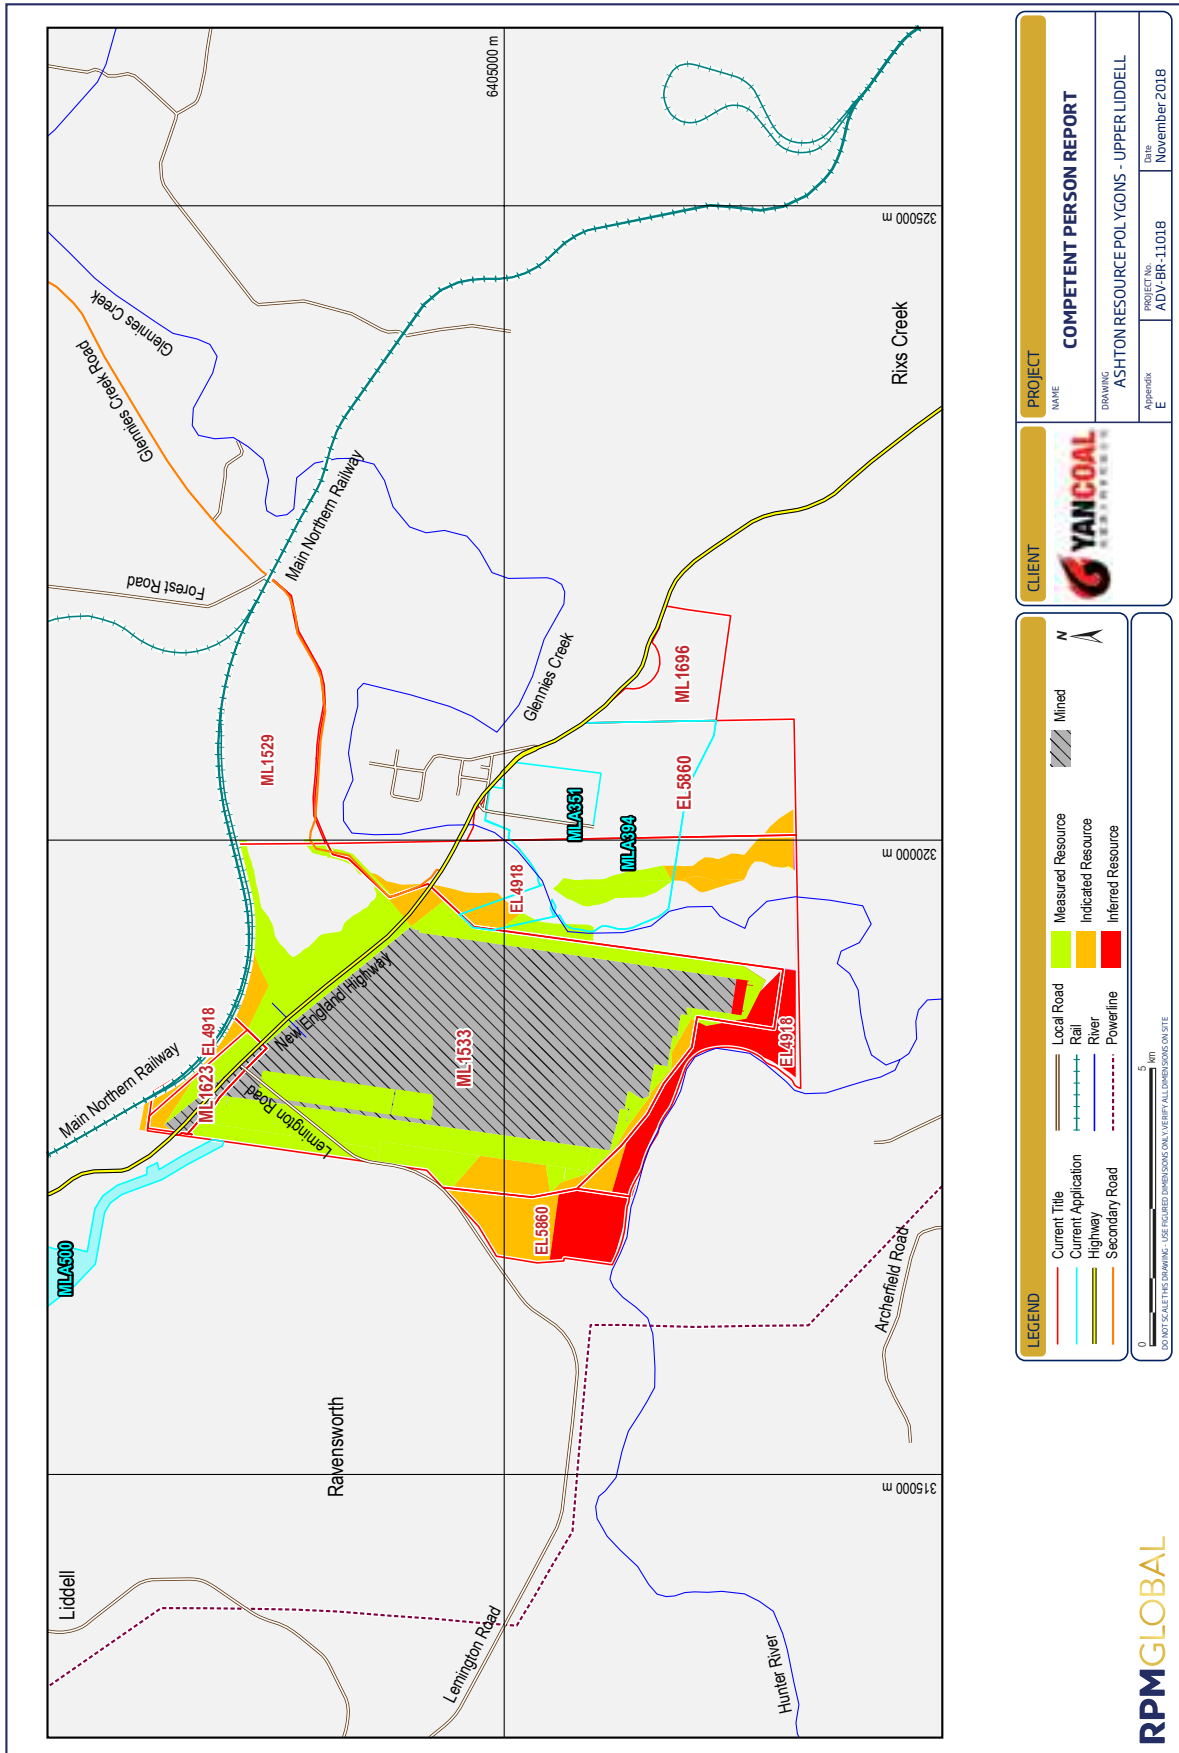 Liddell
Ravensworth
Rixs Creek
Main Northern Railway
Main Northern Railway
New England Highway
Lemington Road
Lemington Road
Glennies Creek Road
Glennies Creek
Glennies Creek
Forest Road
Archerfield Road
Hunter River
MLA500
ML1623
EL4918
ML1529
ML1533
EL4918
MLA351
MLA394
EL5860
ML1696
EL5860
EL4918
6405000 m
315000 m
320000 m
325000 m
LEGEND
Current Title
Current Application
Highway
Secondary Road
Local Road
Rail
River
Powerline
Measured Resource
Indicated Resource
Inferred Resource
Mined
N
0
5
km
DO NOT SCALE THIS DRAWING - USE FIGURED DIMENSIONS ONLY. VERIFY ALL DIMENSIONS ON SITE
CLIENT
YANCOAL
PROJECT
NAME
COMPETENT PERSON REPORT
DRAWING
ASHTON RESOURCE POLYGONS - UPPER LIDDELL
Appendix
E
PROJECT No.
ADV-BR-11018
Date
November 2018
RPMGLOBAL